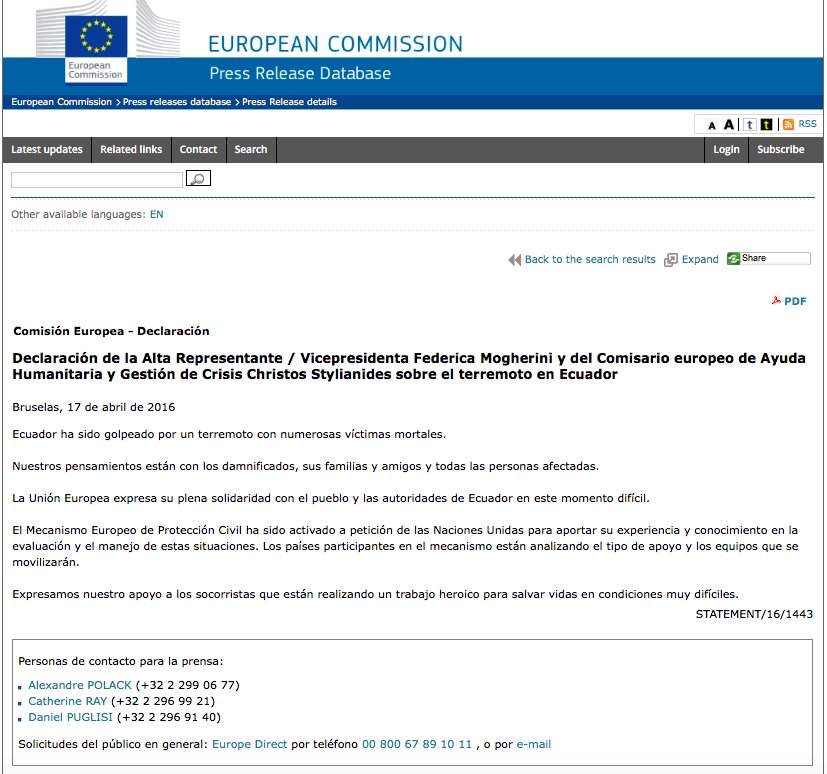 European
Commission
EUROPEAN COMMISSION
Press Release Database
European Commission > Press releases database > Press Release details
A A t t RSS
Latest updates Related links Contact Search Login Subscribe
Other available languages: EN
Back to the search results Expand Share
PDF
Comisión Europea - Declaración
Declaración de la Alta Representante / Vicepresidenta Federica Mogherini y del Comisario europeo de Ayuda
Humanitaria y Gestión de Crisis Christos Stylianides sobre el terremoto en Ecuador
Bruselas, 17 de abril de 2016
Ecuador ha sido golpeado por un terremoto con numerosas víctimas mortales.
Nuestros pensamientos están con los damnificados, sus familias y amigos y todas las personas afectadas.
La Unión Europea expresa su plena solidaridad con el pueblo y las autoridades de Ecuador en este momento difícil.
El Mecanismo Europeo de Protección Civil ha sido activado a petición de las Naciones Unidas para aportar su experiencia y conocimiento en la
evaluación y el manejo de estas situaciones. Los países participantes en el mecanismo están analizando el tipo de apoyo y los equipos que se
movilizarán.
Expresamos nuestro apoyo a los socorristas que están realizando un trabajo heroico para salvar vidas en condiciones muy difíciles.
STATEMENT/16/1443
Personas de contacto para la prensa:
Alexandre POLACK (+32 2 299 06 77)
Catherine RAY (+32 2 296 99 21)
Daniel PUGLISI (+32 2 296 91 40)
Solicitudes del público en general: Europe Direct por teléfono 00 800 67 89 10 11 , o por e-mail